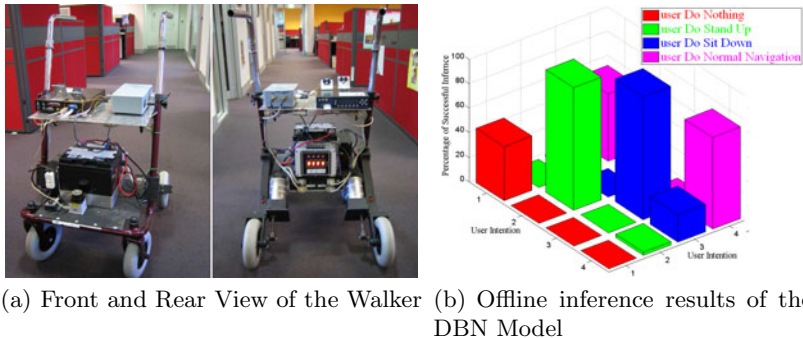 user Do Nothing
user Do Stand Up
user Do Sit Down
user Do Normal Navigation
Percentage of Successful Infernce
100
80
60
40
20
0
1
2
3
4
User Intention
1
2
3
4
User Intention
(a) Front and Rear View of the Walker
(b) Offline inference results of the
DBN Model